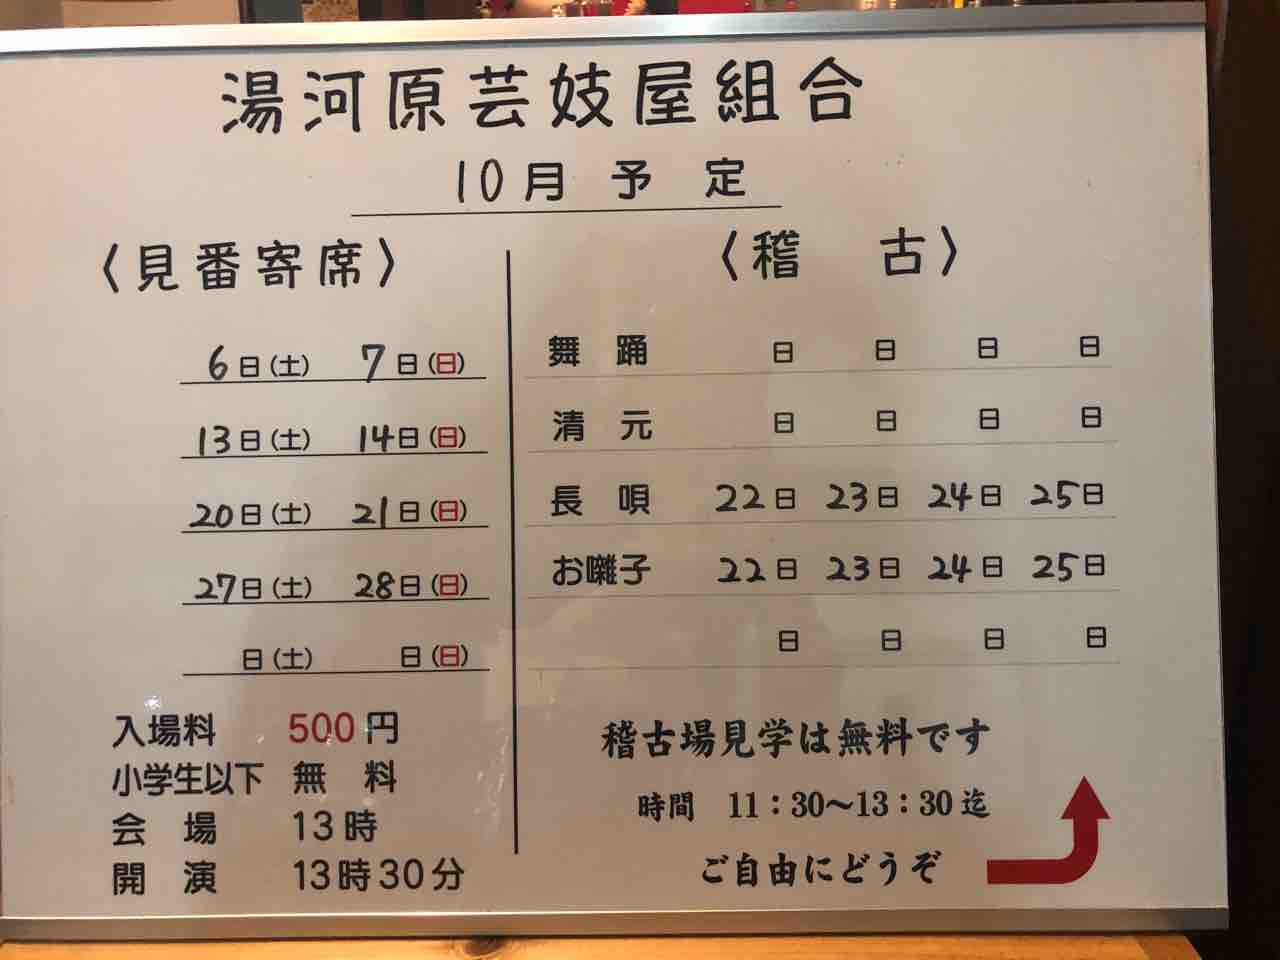 湯河原芸妓屋組合
10月 予 定
〈見番寄席〉
6日(土) 7日(日)
13日(土) 14日(日)
20日(土) 21日(日)
27日(土) 28日(日)
日(土) 日(日)
入場料 500円
小学生以下 無 料
会 場 13時
開 演 13時30分
〈稽 古〉
舞 踊 日 日 日 日
清 元 日 日 日 日
長 唄 22日 23日 24日 25日
お囃子 22日 23日 24日 25日
日 日 日 日
稽古場見学は無料です
時間 11:30〜13:30迄
ご自由にどうぞ